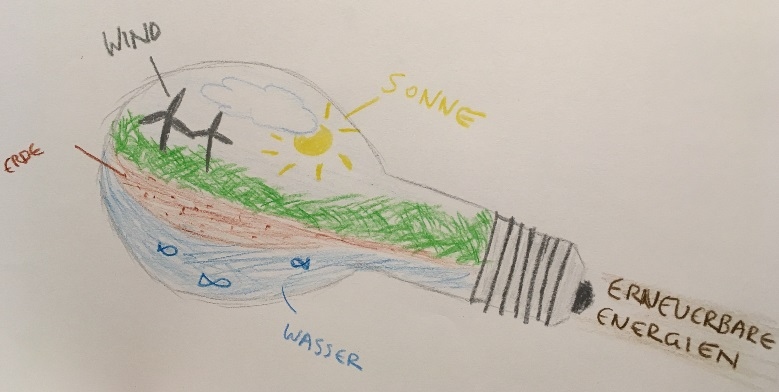 WIND
SONNE
ERDE
WASSER
ERNEUERBARE
ENERGIEN